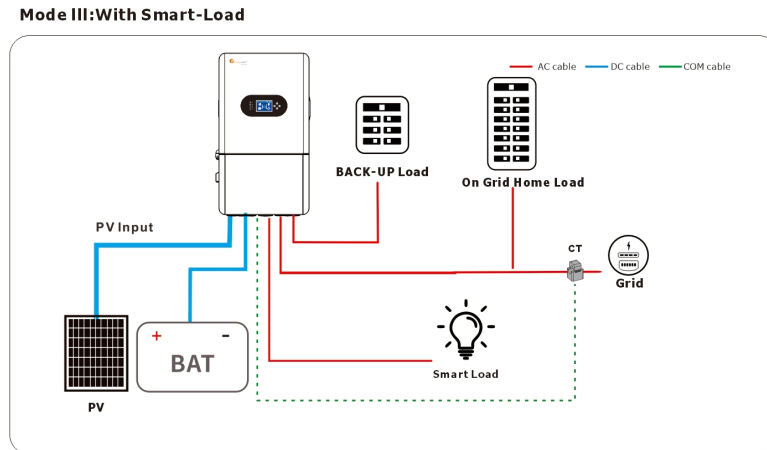 Mode III:With Smart-Load
AC cable
DC cable
COM cable
BACK-UP Load
On Grid Home Load
PV Input
CT
Grid
+
-
BAT
Smart Load
PV